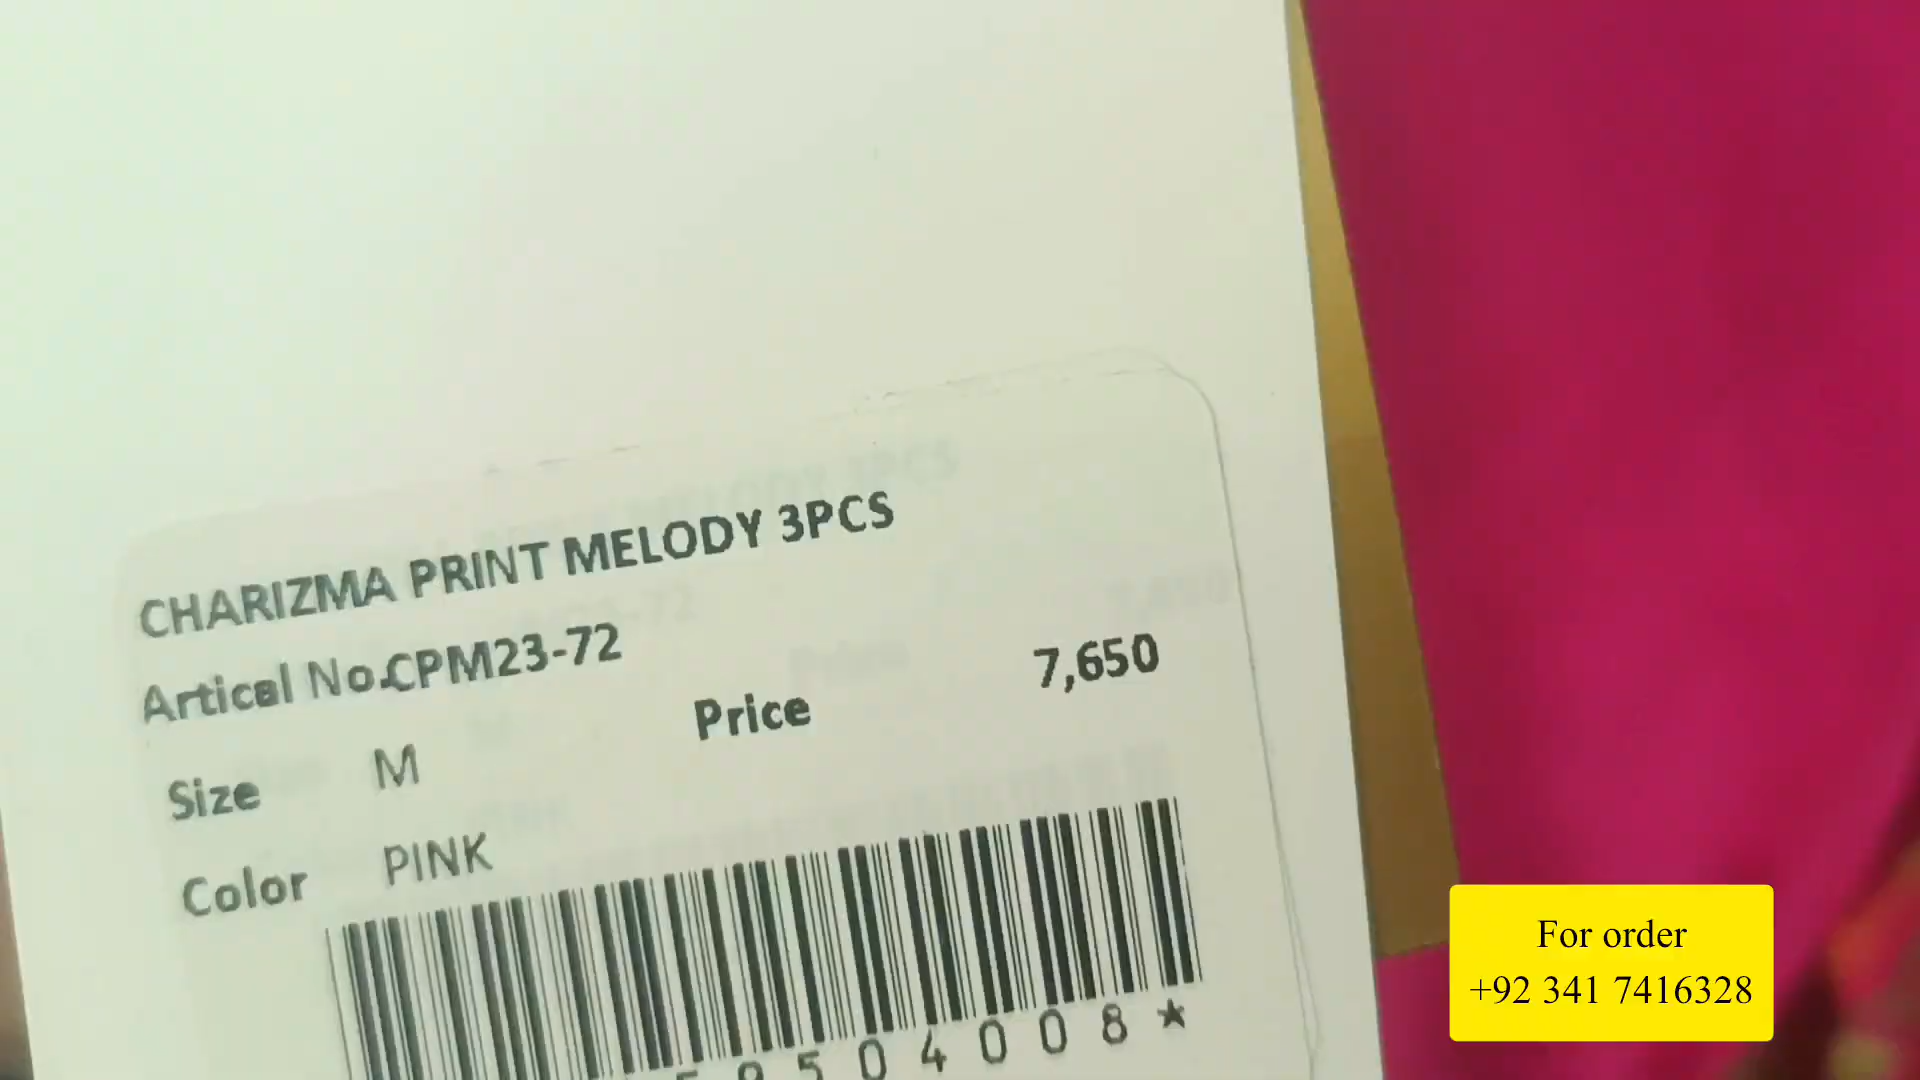 CHARIZMA PRINT MELODY 3PCS
Artical No.CPM23-72
Price 7,650
Size M
Color PINK
504008*
For order
+92 341 7416328